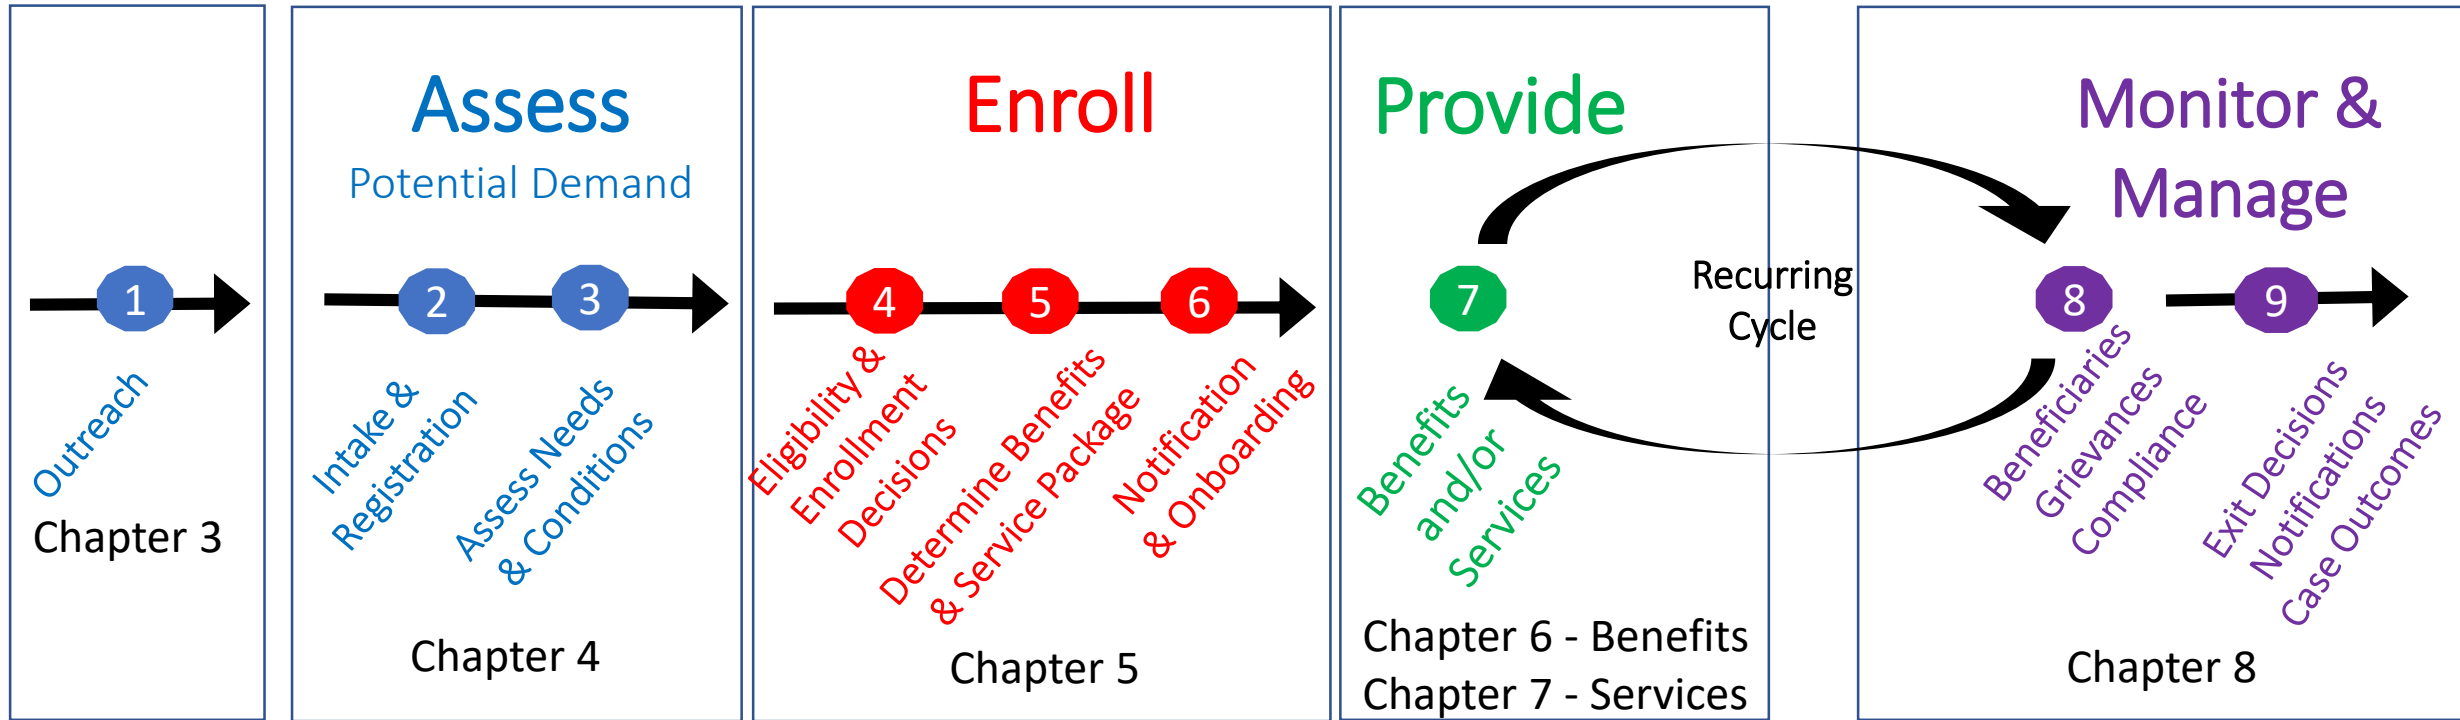 1
Outreach
Chapter 3
Assess
Potential Demand
2
3
Intake &
Registration
Assess Needs
& Conditions
Chapter 4
Enroll
4
5
6
Eligibility &
Enrollment
Decisions
Determine Benefits
& Service Package
Notification
& Onboarding
Chapter 5
Provide
7
Benefits
and/or
Services
Chapter 6 - Benefits
Chapter 7 - Services
Recurring
Cycle
Monitor &
Manage
8
9
Beneficiaries
Grievances
Compliance
Exit Decisions
Notifications
Case Outcomes
Chapter 8